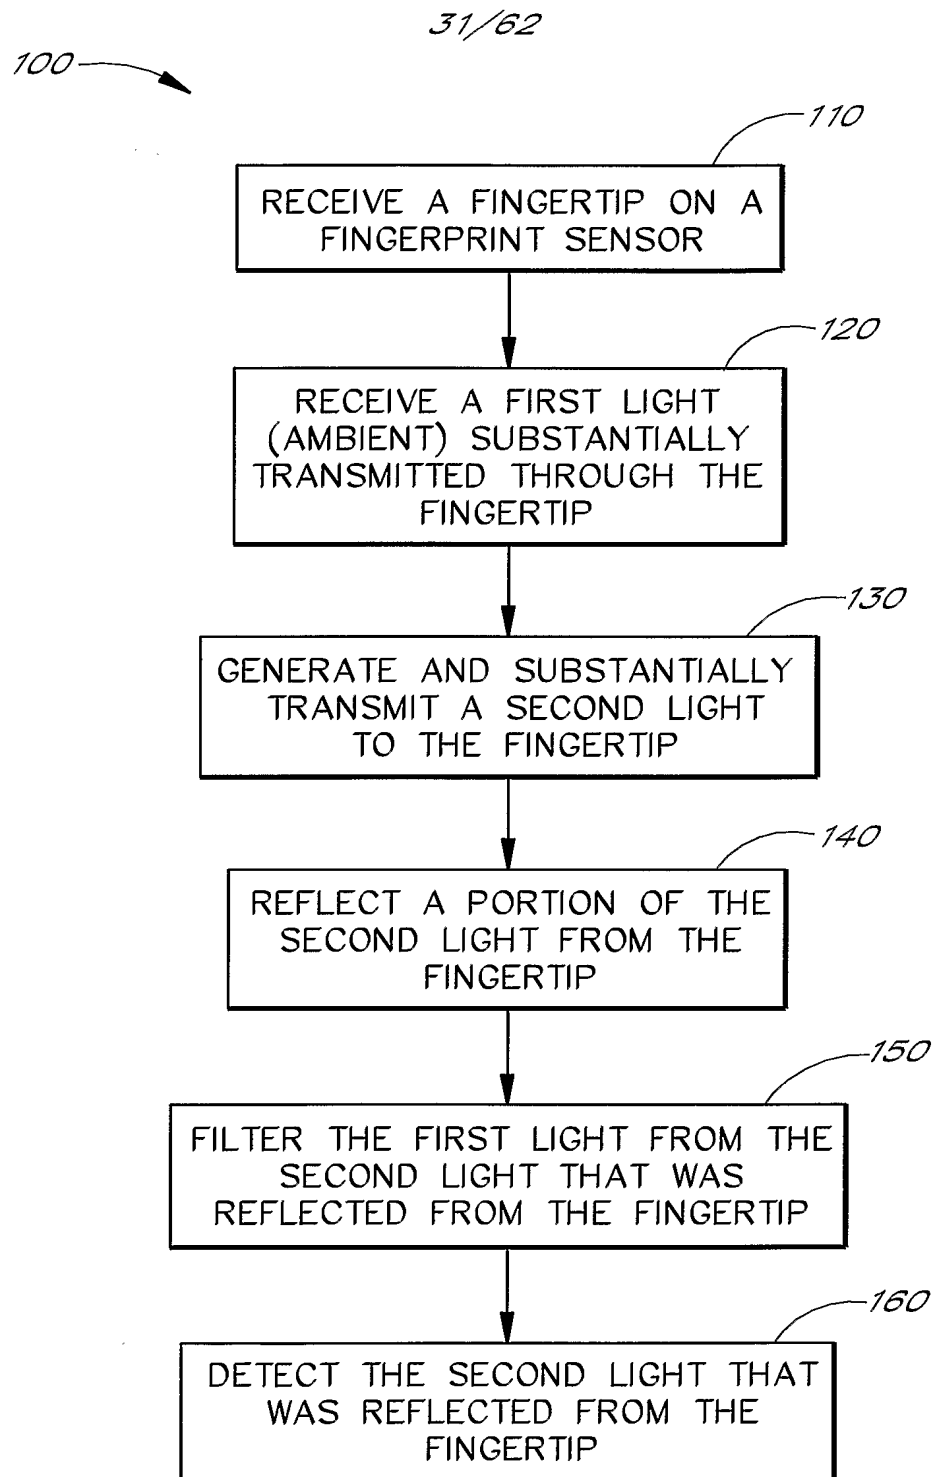 31/62
100
110
RECEIVE A FINGERTIP ON A
FINGERPRINT SENSOR
120
RECEIVE A FIRST LIGHT
(AMBIENT) SUBSTANTIALLY
TRANSMITTED THROUGH THE
FINGERTIP
130
GENERATE AND SUBSTANTIALLY
TRANSMIT A SECOND LIGHT
TO THE FINGERTIP
140
REFLECT A PORTION OF THE
SECOND LIGHT FROM THE
FINGERTIP
150
FILTER THE FIRST LIGHT FROM THE
SECOND LIGHT THAT WAS
REFLECTED FROM THE FINGERTIP
160
DETECT THE SECOND LIGHT THAT
WAS REFLECTED FROM THE
FINGERTIP